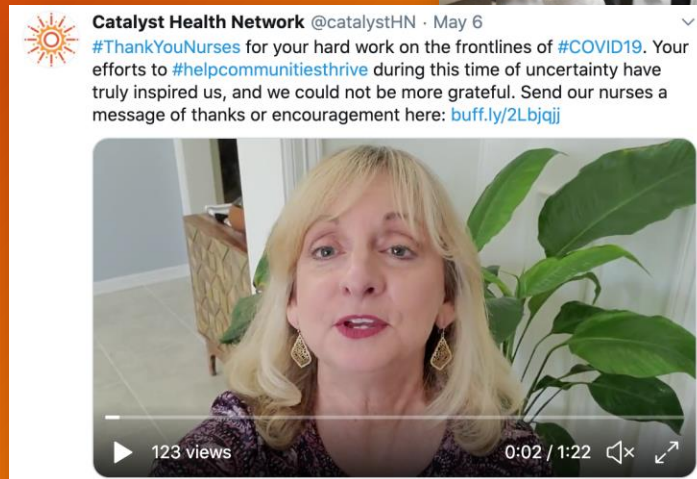 Catalyst Health Network @catalystHN · May 6
#ThankYouNurses for your hard work on the frontlines of #COVID19. Your
efforts to #helpcommunitiesthrive during this time of uncertainty have
truly inspired us, and we could not be more grateful. Send our nurses a
message of thanks or encouragement here: buff.ly/2Lbjqjj
123 views
0:02 / 1:22